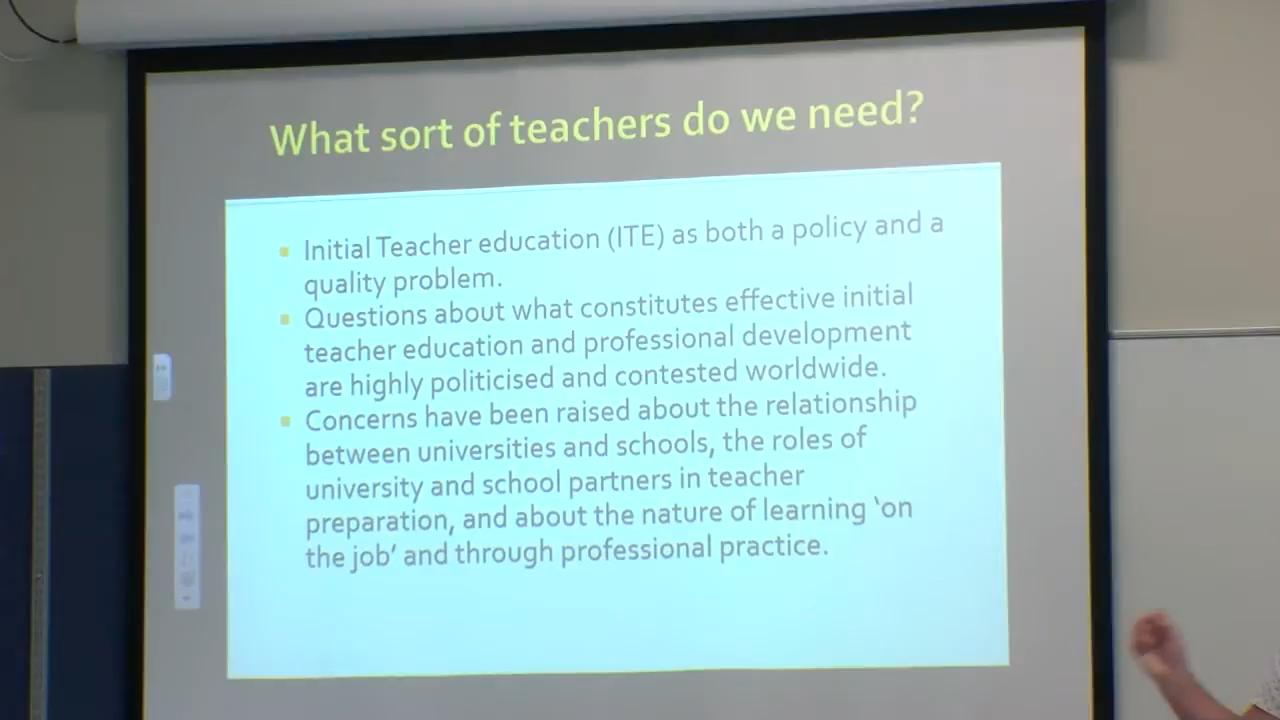 What sort of teachers do we need?
Initial Teacher education (ITE) as both a policy and a
quality problem.
Questions about what constitutes effective initial
teacher education and professional development
are highly politicised and contested worldwide.
Concerns have been raised about the relationship
between universities and schools, the roles of
university and school partners in teacher
preparation, and about the nature of learning ‘on
the job’ and through professional practice.